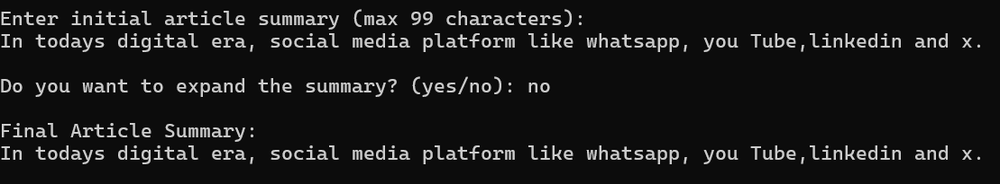 Enter initial article summary (max 99 characters):
In todays digital era, social media platform like whatsapp, you Tube,linkedin and x.
Do you want to expand the summary? (yes/no): no
Final Article Summary:
In todays digital era, social media platform like whatsapp, you Tube,linkedin and x.